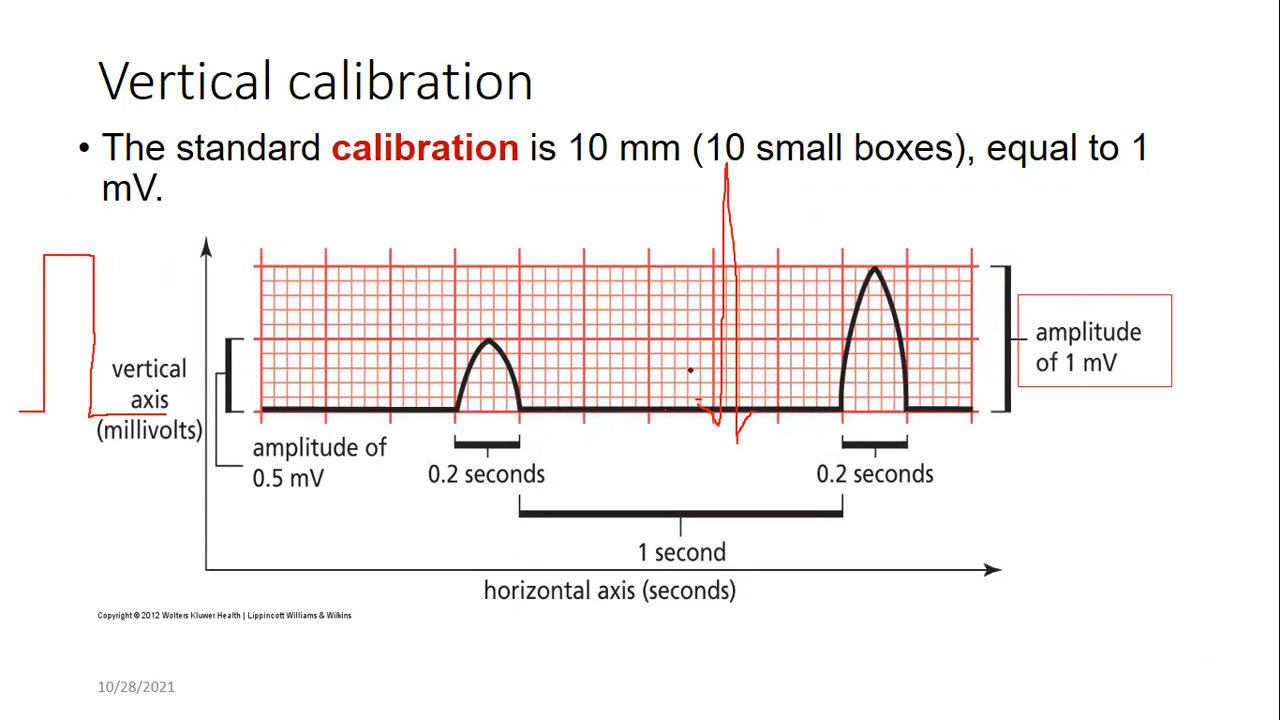 Vertical calibration
• The standard calibration is 10 mm (10 small boxes), equal to 1
mV.
vertical
axis
(millivolts)
amplitude of
0.5 mV
0.2 seconds
1 second
0.2 seconds
amplitude
of 1 mV
horizontal axis (seconds)
Copyright © 2012 Wolters Kluwer Health | Lippincott Williams & Wilkins
10/28/2021